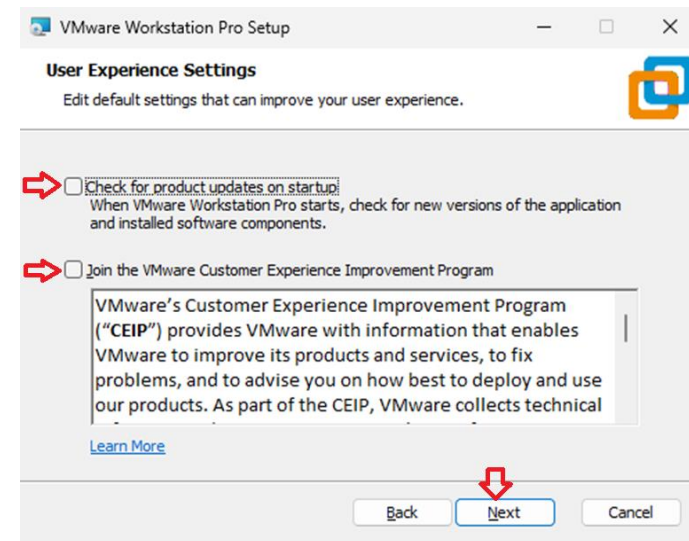 VMware Workstation Pro Setup
User Experience Settings
Edit default settings that can improve your user experience.
Check for product updates on startup
When VMware Workstation Pro starts, check for new versions of the application
and installed software components.
Join the VMware Customer Experience Improvement Program
VMware’s Customer Experience Improvement Program
(“CEIP”) provides VMware with information that enables
VMware to improve its products and services, to fix
problems, and to advise you on how best to deploy and use
our products. As part of the CEIP, VMware collects technical
Learn More
Back Next Cancel